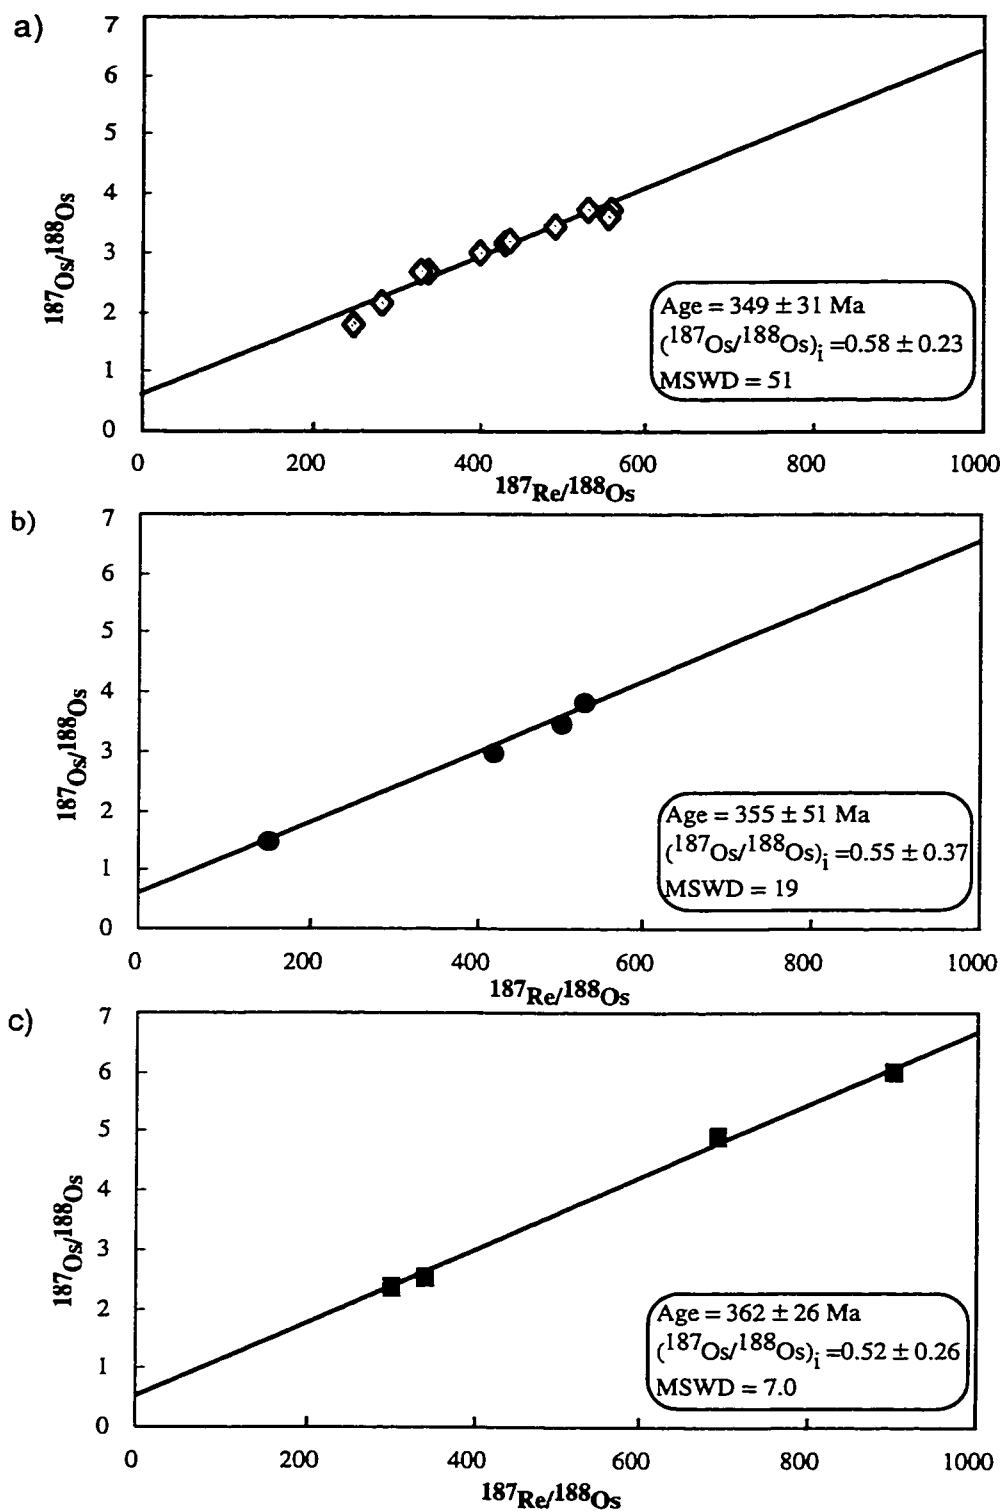 a)
7
6
5
4
3
2
1
0
187Os/188Os
Age = 349 ± 31 Ma
(187Os/188Os)i =0.58 ± 0.23
MSWD = 51
0 200 400 600 800 1000
187Re/188Os
b)
7
6
5
4
3
2
1
0
187Os/188Os
Age = 355 ± 51 Ma
(187Os/188Os)i =0.55 ± 0.37
MSWD = 19
0 200 400 600 800 1000
187Re/188Os
c)
7
6
5
4
3
2
1
0
187Os/188Os
Age = 362 ± 26 Ma
(187Os/188Os)i =0.52 ± 0.26
MSWD = 7.0
0 200 400 600 800 1000
187Re/188Os